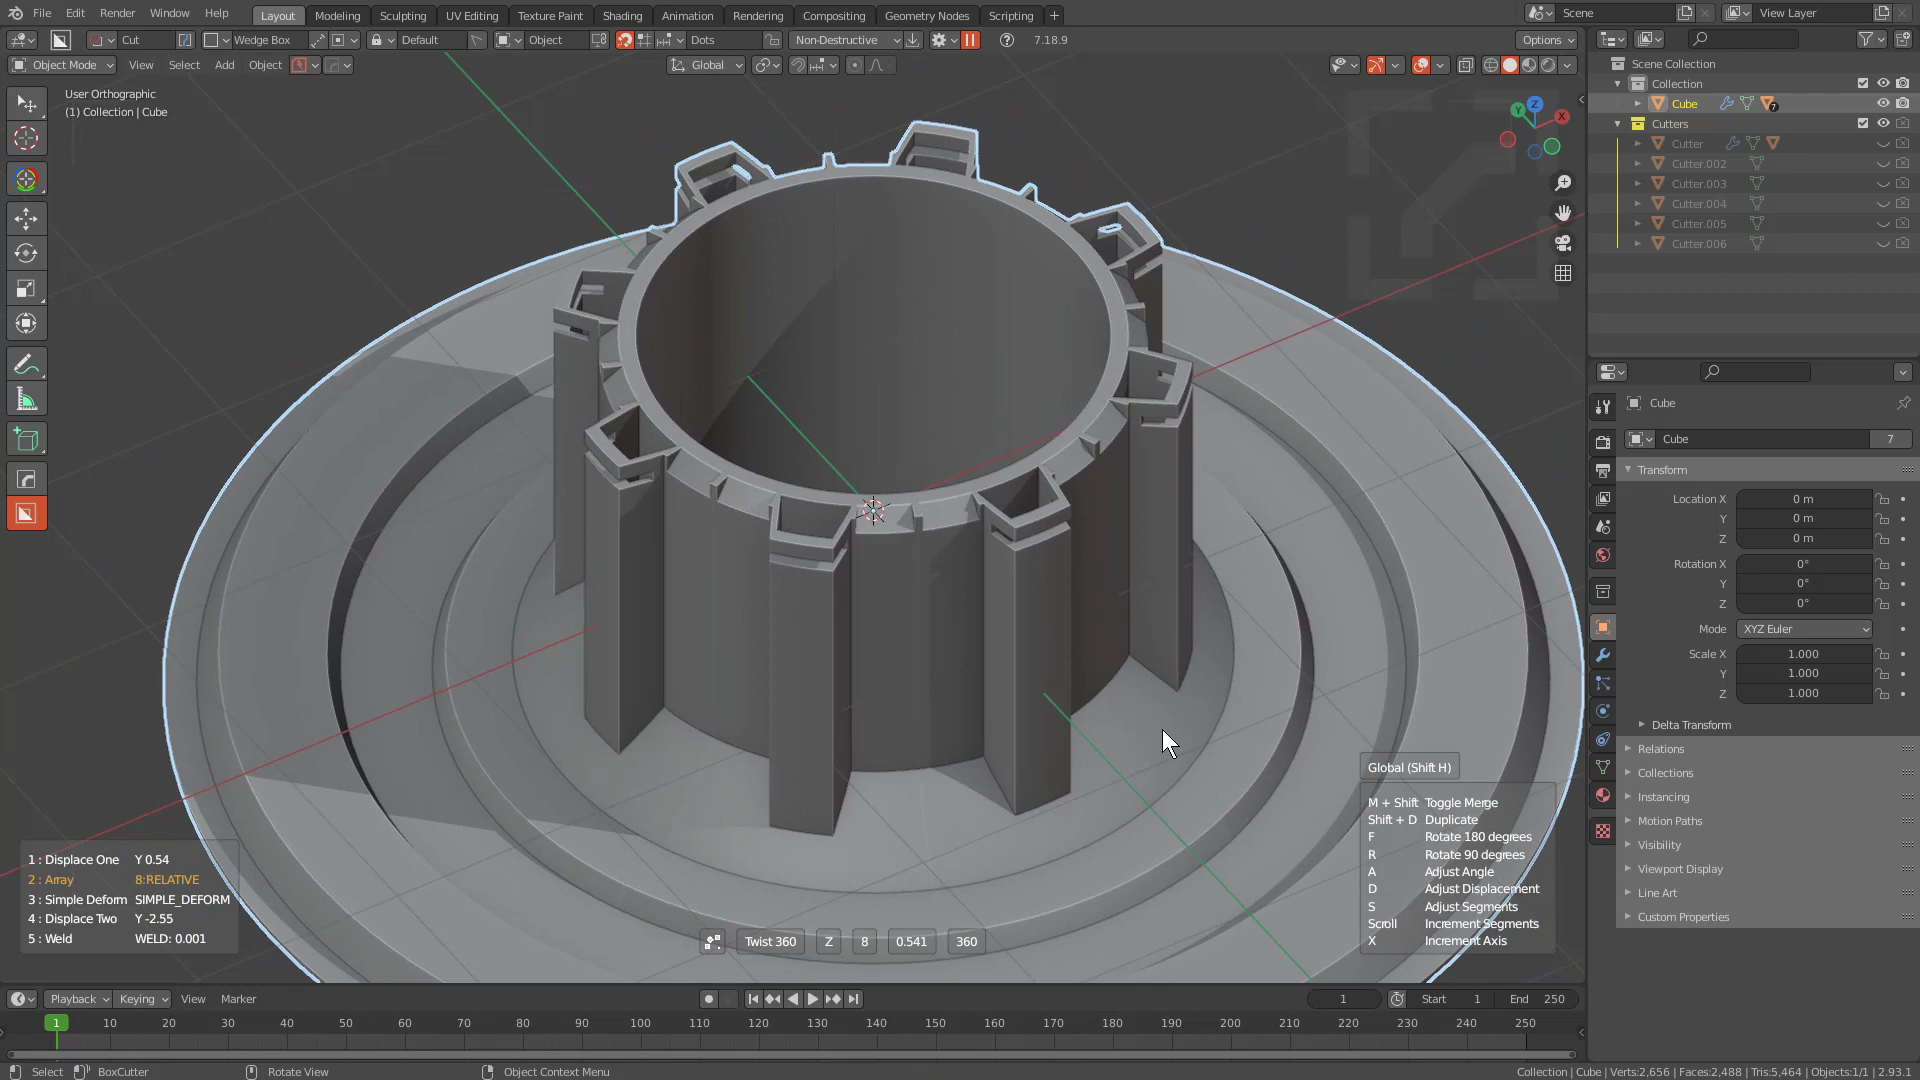 File Edit Render Window Help Layout Modeling Sculpting UV Editing Texture Paint Shading Animation Rendering Compositing Geometry Nodes Scripting + Scene View Layer
Cut Wedge Box Default Object Dots Non-Destructive 7.18.9 Options
Object Mode View Select Add Object Global
User Orthographic
(1) Collection | Cube
Z
Y
X
Scene Collection
Collection
Cube 7
Cutters
Cutter
Cutter.002
Cutter.003
Cutter.004
Cutter.005
Cutter.006
Cube
Cube 7
Transform
Location X 0 m
Y 0 m
Z 0 m
Rotation X 0°
Y 0°
Z 0°
Mode XYZ Euler
Scale X 1.000
Y 1.000
Z 1.000
Delta Transform
Relations
Collections
Instancing
Motion Paths
Visibility
Viewport Display
Line Art
Custom Properties
Global (Shift H)
M + Shift Toggle Merge
Shift + D Duplicate
F Rotate 180 degrees
R Rotate 90 degrees
A Adjust Angle
D Adjust Displacement
S Adjust Segments
Scroll Increment Segments
X Increment Axis
1 : Displace One Y 0.54
2 : Array 8:RELATIVE
3 : Simple Deform SIMPLE_DEFORM
4 : Displace Two Y -2.55
5 : Weld WELD: 0.001
Twist 360 Z 8 0.541 360
Playback Keying View Marker 1 Start 1 End 250
1 10 20 30 40 50 60 70 80 90 100 110 120 130 140 150 160 170 180 190 200 210 220 230 240 250
Select BoxCutter Rotate View Object Context Menu Collection | Cube | Verts:2,656 | Faces:2,488 | Tris:5,464 | Objects:1/1 | 2.93.1